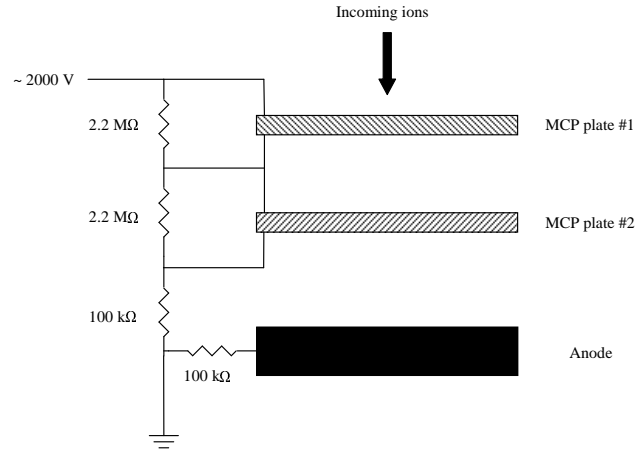 Incoming ions
~ 2000 V
2.2 MΩ
MCP plate #1
2.2 MΩ
MCP plate #2
100 kΩ
Anode
100 kΩ